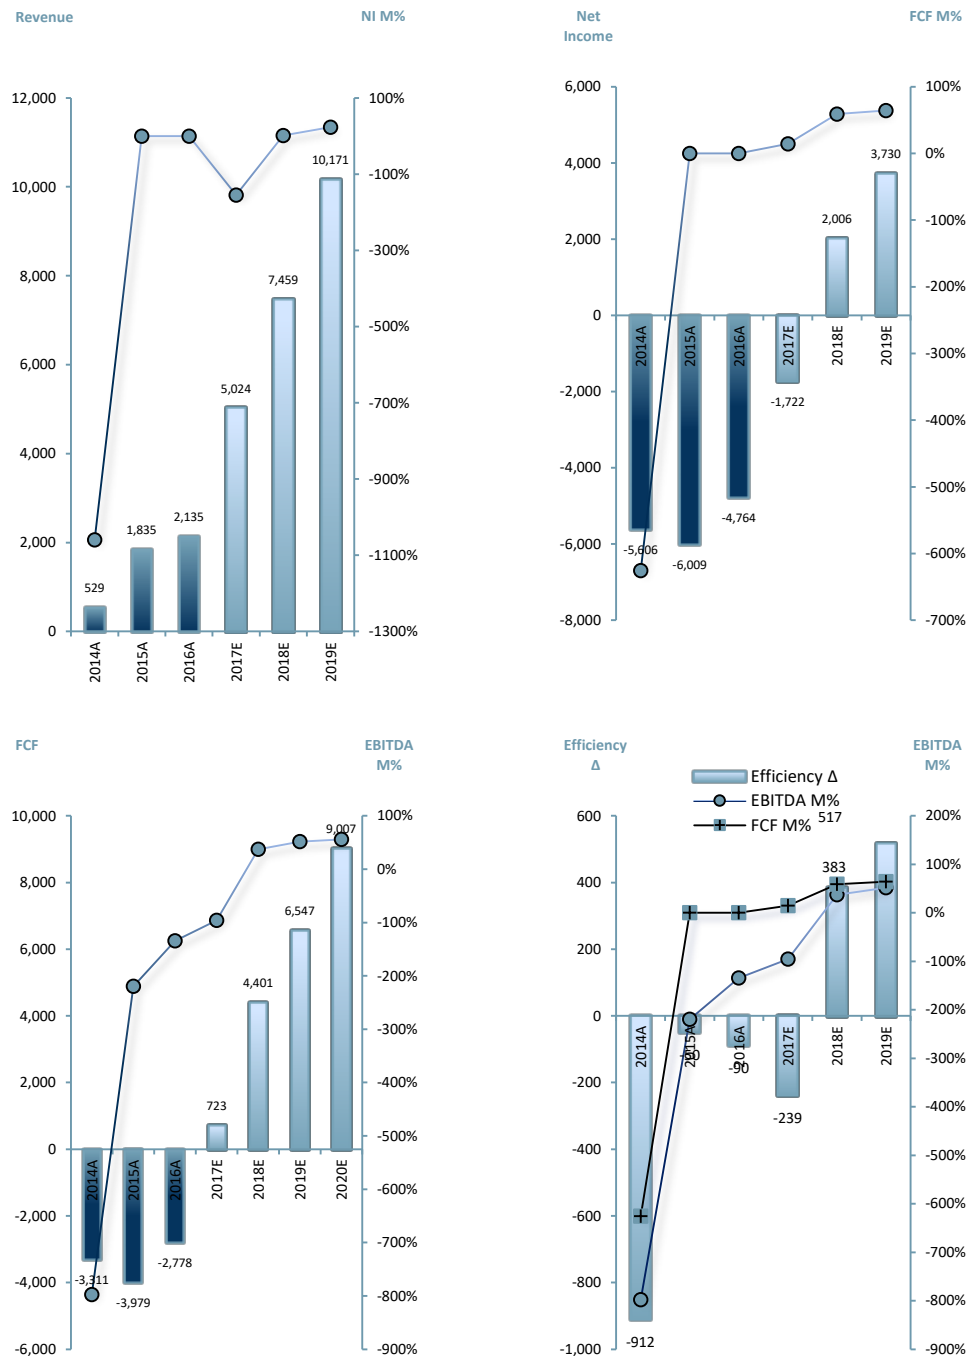 Revenue
NI M%
12,000
10,000
8,000
6,000
4,000
2,000
0
100%
-100%
-300%
-500%
-700%
-900%
-1100%
-1300%
529
1,835
2,135
5,024
7,459
10,171
2014A
2015A
2016A
2017E
2018E
2019E
Net
Income
FCF M%
6,000
4,000
2,000
0
-2,000
-4,000
-6,000
-8,000
100%
0%
-100%
-200%
-300%
-400%
-500%
-600%
-700%
-5,606
-6,009
-4,764
-1,722
2,006
3,730
2014A
2015A
2016A
2017E
2018E
2019E
FCF
EBITDA
M%
10,000
8,000
6,000
4,000
2,000
0
-2,000
-4,000
-6,000
100%
0%
-100%
-200%
-300%
-400%
-500%
-600%
-700%
-800%
-900%
-3,311
-3,979
-2,778
723
4,401
6,547
9,007
2014A
2015A
2016A
2017E
2018E
2019E
2020E
Efficiency
Δ
EBITDA
M%
Efficiency Δ
EBITDA M%
FCF M%
600
400
200
0
-200
-400
-600
-800
-1,000
200%
100%
0%
-100%
-200%
-300%
-400%
-500%
-600%
-700%
-800%
-900%
-912
-60
-90
-239
383
517
2014A
2015A
2016A
2017E
2018E
2019E